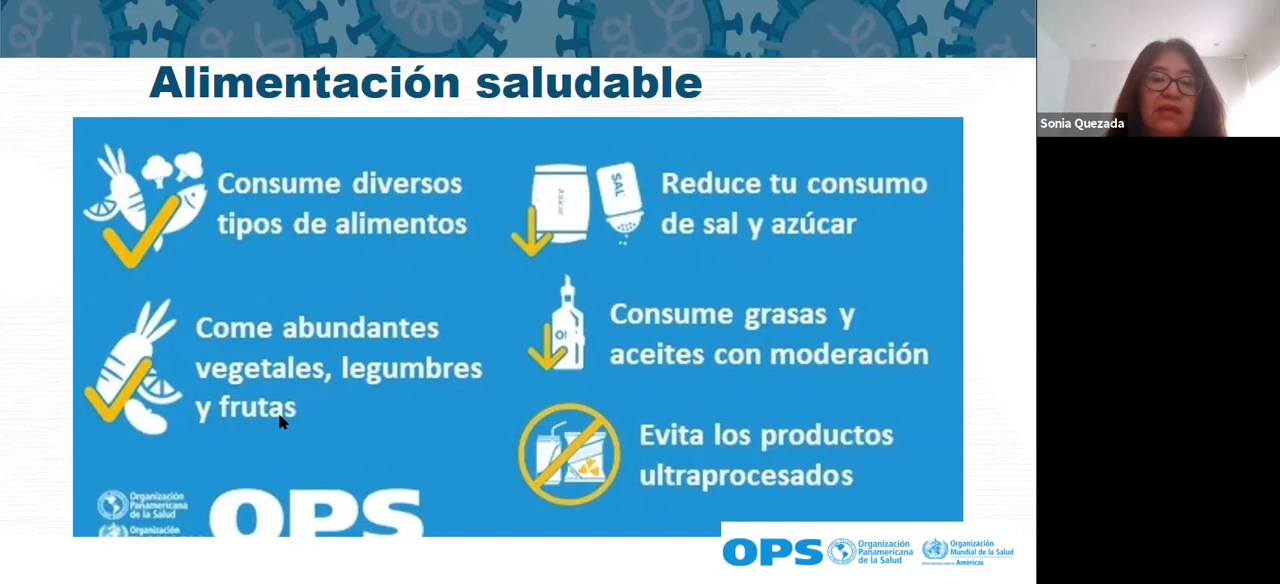 Alimentación saludable
Consume diversos
tipos de alimentos
Come abundantes
vegetales, legumbres
y frutas
SAL
Reduce tu consumo
de sal y azúcar
Consume grasas y
aceites con moderación
Evita los productos
ultraprocesados
Organización
Panamericana
de la Salud
Organización
OPS
OPS
Organización
Panamericana
de la Salud
Organización
Mundial de la Salud
Américas
Sonia Quezada